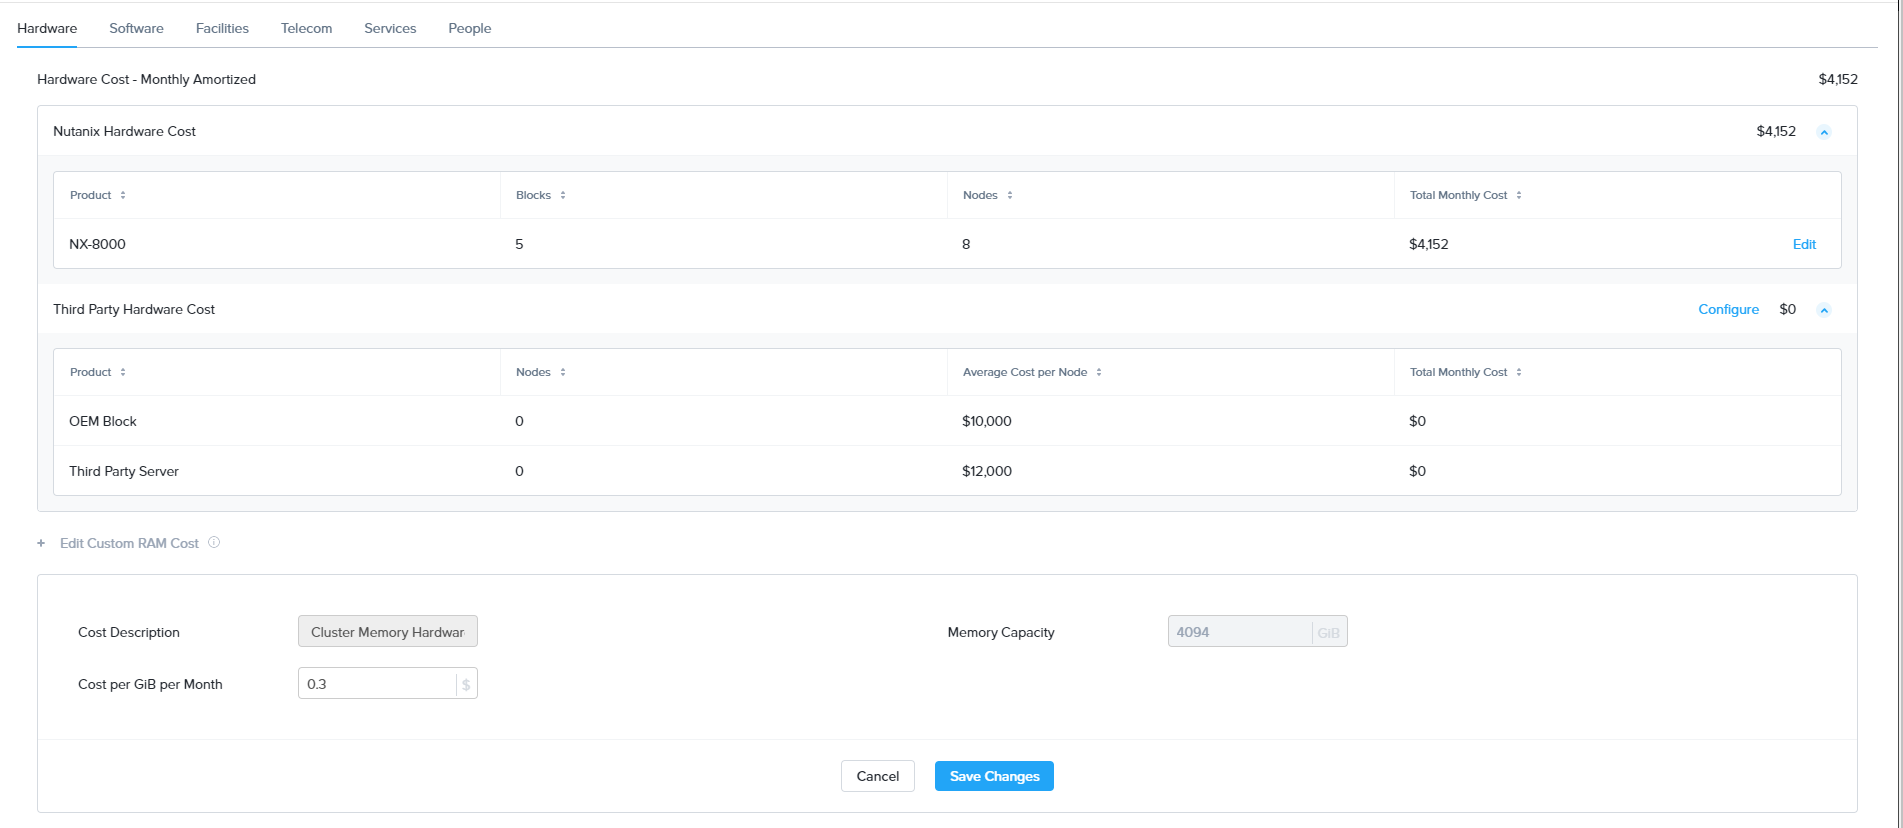 Hardware Software Facilities Telecom Services People
Hardware Cost - Monthly Amortized $4,152
Nutanix Hardware Cost $4,152
Product Blocks Nodes Total Monthly Cost
NX-8000 5 8 $4,152 Edit
Third Party Hardware Cost Configure $0
Product Nodes Average Cost per Node Total Monthly Cost
OEM Block 0 $10,000 $0
Third Party Server 0 $12,000 $0
+ Edit Custom RAM Cost
Cost Description Cluster Memory Hardwar Memory Capacity 4094 GiB
Cost per GiB per Month 0.3 $
Cancel Save Changes